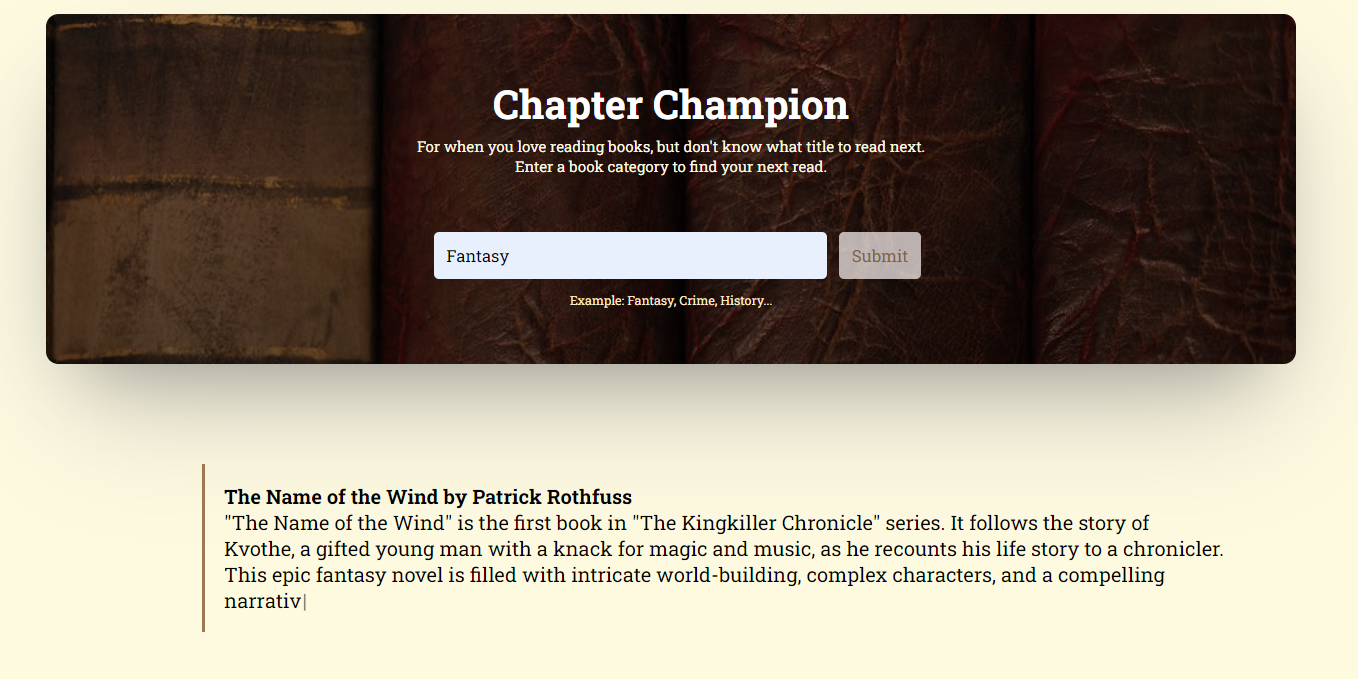 Chapter Champion
For when you love reading books, but don't know what title to read next.
Enter a book category to find your next read.
Fantasy
Submit
Example: Fantasy, Crime, History...
The Name of the Wind by Patrick Rothfuss
"The Name of the Wind" is the first book in "The Kingkiller Chronicle" series. It follows the story of
Kvothe, a gifted young man with a knack for magic and music, as he recounts his life story to a chronicler.
This epic fantasy novel is filled with intricate world-building, complex characters, and a compelling
narrativ|